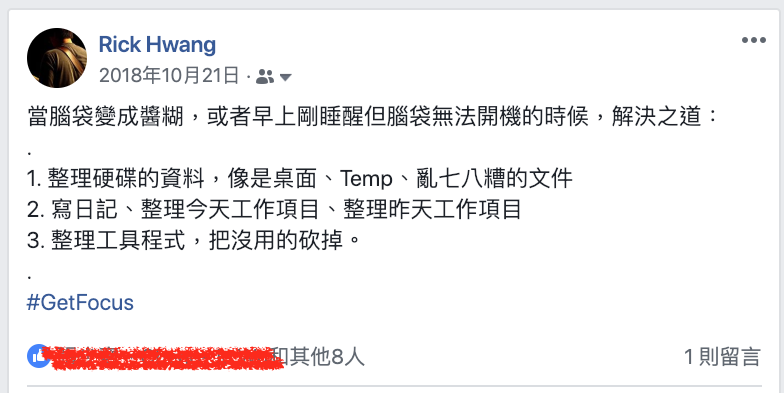 Rick Hwang
2018年10月21日 ·
當腦袋變成醬糊，或者早上剛睡醒但腦袋無法開機的時候，解決之道：
.
1. 整理硬碟的資料，像是桌面、Temp、亂七八糟的文件
2. 寫日記、整理今天工作項目、整理昨天工作項目
3. 整理工具程式，把沒用的砍掉。
.
#GetFocus
和其他8人
1 則留言